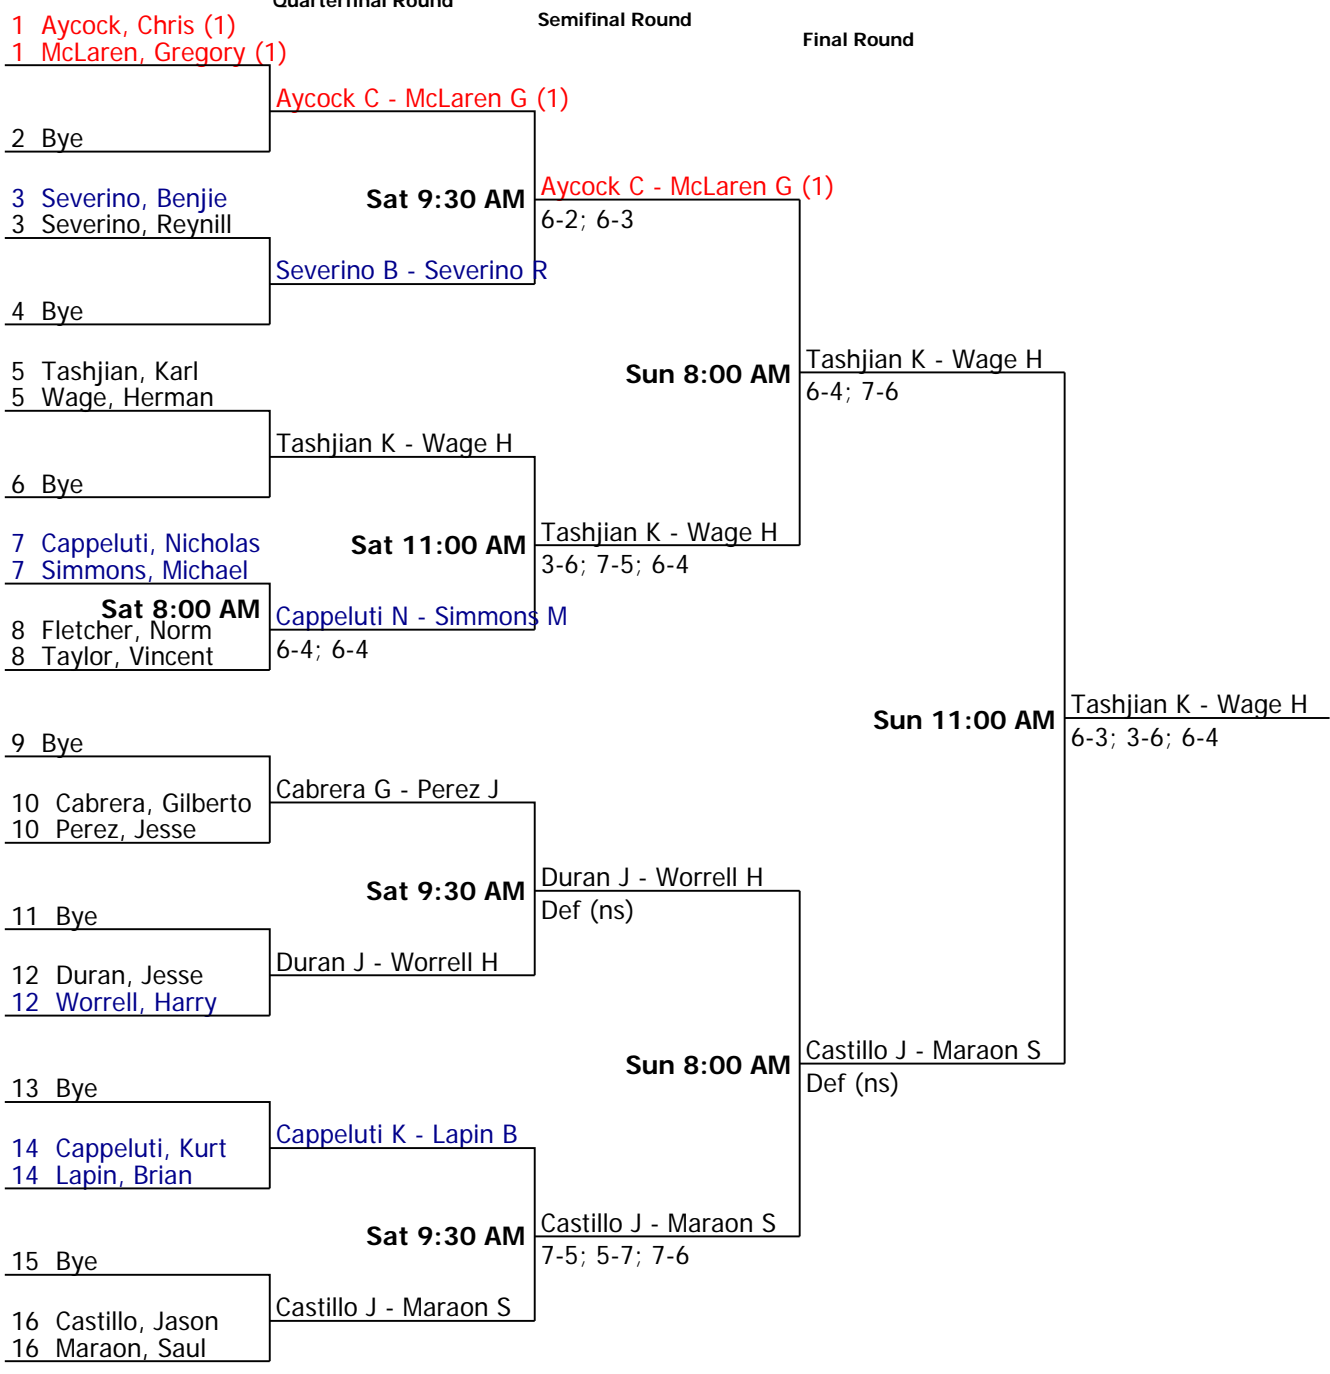 Quarterfinal Round
Semifinal Round
Final Round
1 Aycock, Chris (1)
1 McLaren, Gregory (1)
Aycock C - McLaren G (1)
2 Bye
Sat 9:30 AM
Aycock C - McLaren G (1)
6-2; 6-3
3 Severino, Benjie
3 Severino, Reynill
Severino B - Severino R
4 Bye
Sun 8:00 AM
Tashjian K - Wage H
6-4; 7-6
5 Tashjian, Karl
5 Wage, Herman
Tashjian K - Wage H
6 Bye
Sat 11:00 AM
Tashjian K - Wage H
3-6; 7-5; 6-4
7 Cappeluti, Nicholas
7 Simmons, Michael
Sat 8:00 AM
Cappeluti N - Simmons M
6-4; 6-4
8 Fletcher, Norm
8 Taylor, Vincent
Sun 11:00 AM
Tashjian K - Wage H
6-3; 3-6; 6-4
9 Bye
Cabrera G - Perez J
10 Cabrera, Gilberto
10 Perez, Jesse
Sat 9:30 AM
Duran J - Worrell H
Def (ns)
11 Bye
Duran J - Worrell H
12 Duran, Jesse
12 Worrell, Harry
Sun 8:00 AM
Castillo J - Maraon S
Def (ns)
13 Bye
Cappeluti K - Lapin B
14 Cappeluti, Kurt
14 Lapin, Brian
Sat 9:30 AM
Castillo J - Maraon S
7-5; 5-7; 7-6
15 Bye
Castillo J - Maraon S
16 Castillo, Jason
16 Maraon, Saul